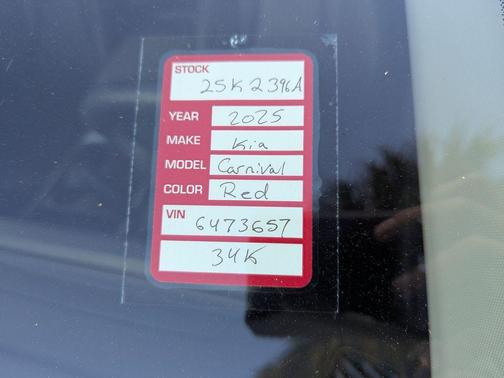 STOCK
25K2396A
YEAR 2025
MAKE Kia
MODEL Carnival
COLOR Red
VIN 6473657
34K